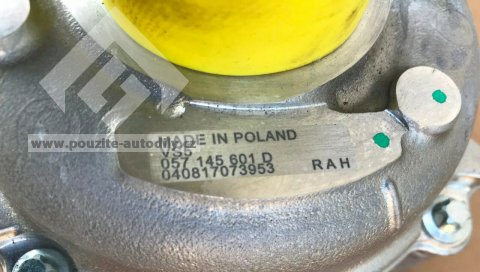 MADE IN POLAND
www.pouzite-autodily.cz
057 145 601 D
040817073953 RAH